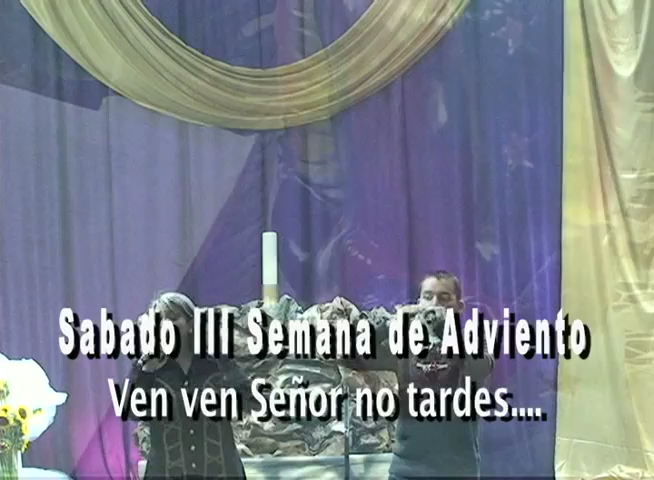 Sabado III Semana de Adviento
Ven ven Señor no tardes....